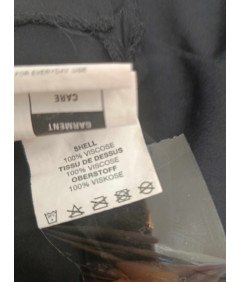 FOR EVERYDAY USE
GARMENT
CARE
SHELL
100% VISCOSE
TISSU DE DESSUS
100% VISCOSE
OBERSTOFF
100% VISKOSE